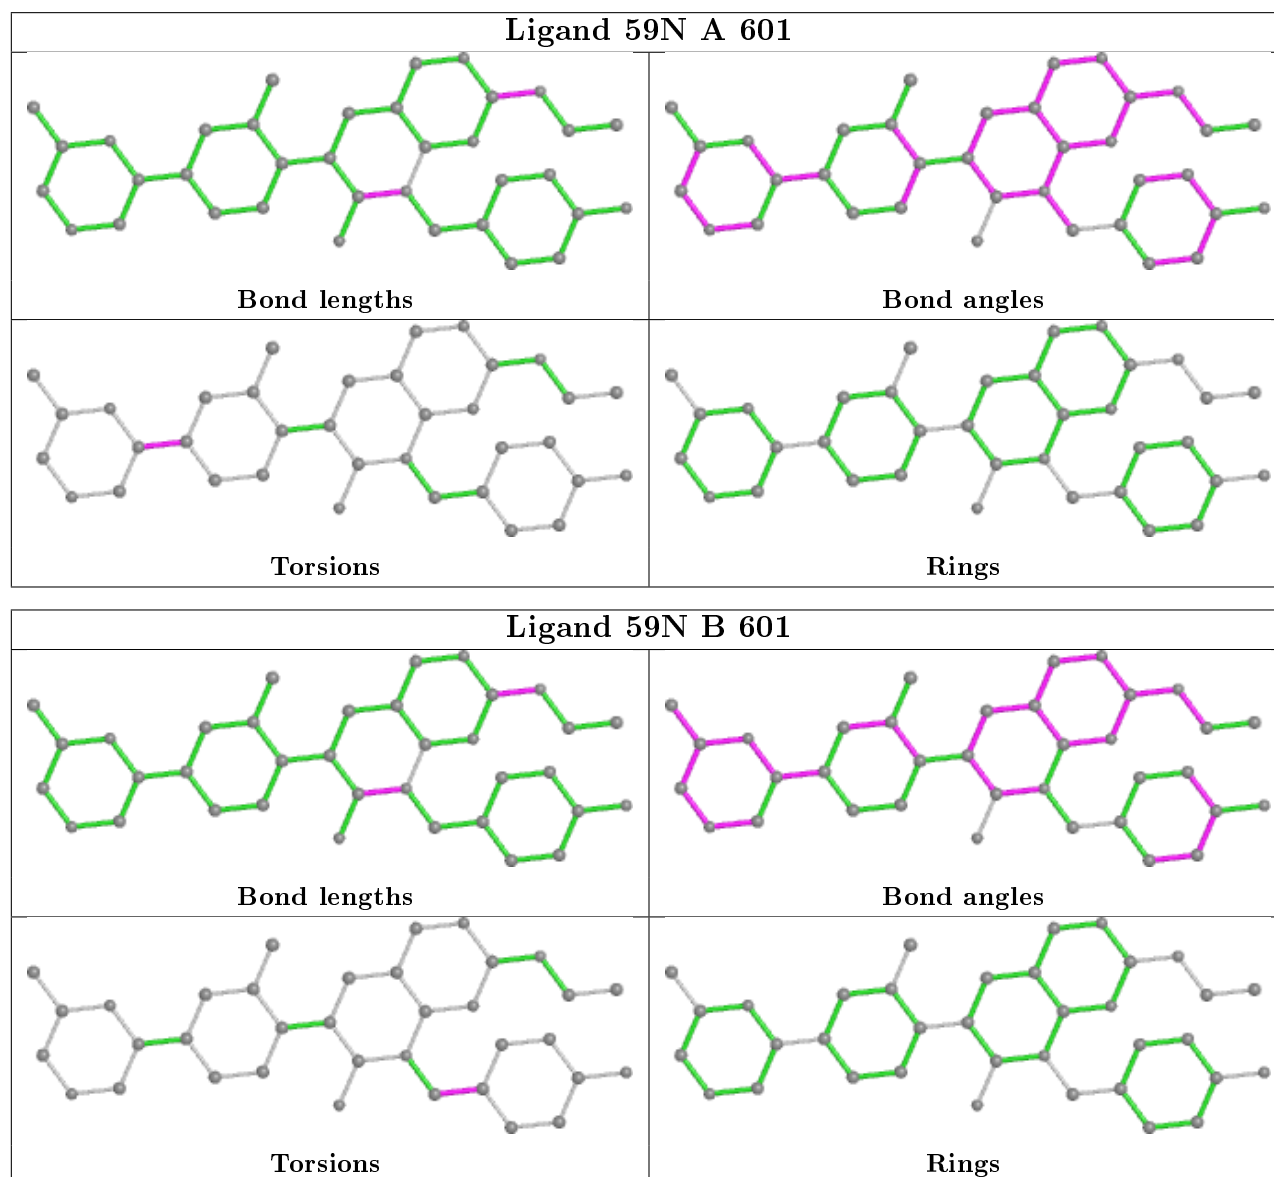 Ligand 59N A 601
Bond lengths
Bond angles
Torsions
Rings
Ligand 59N B 601
Bond lengths
Bond angles
Torsions
Rings